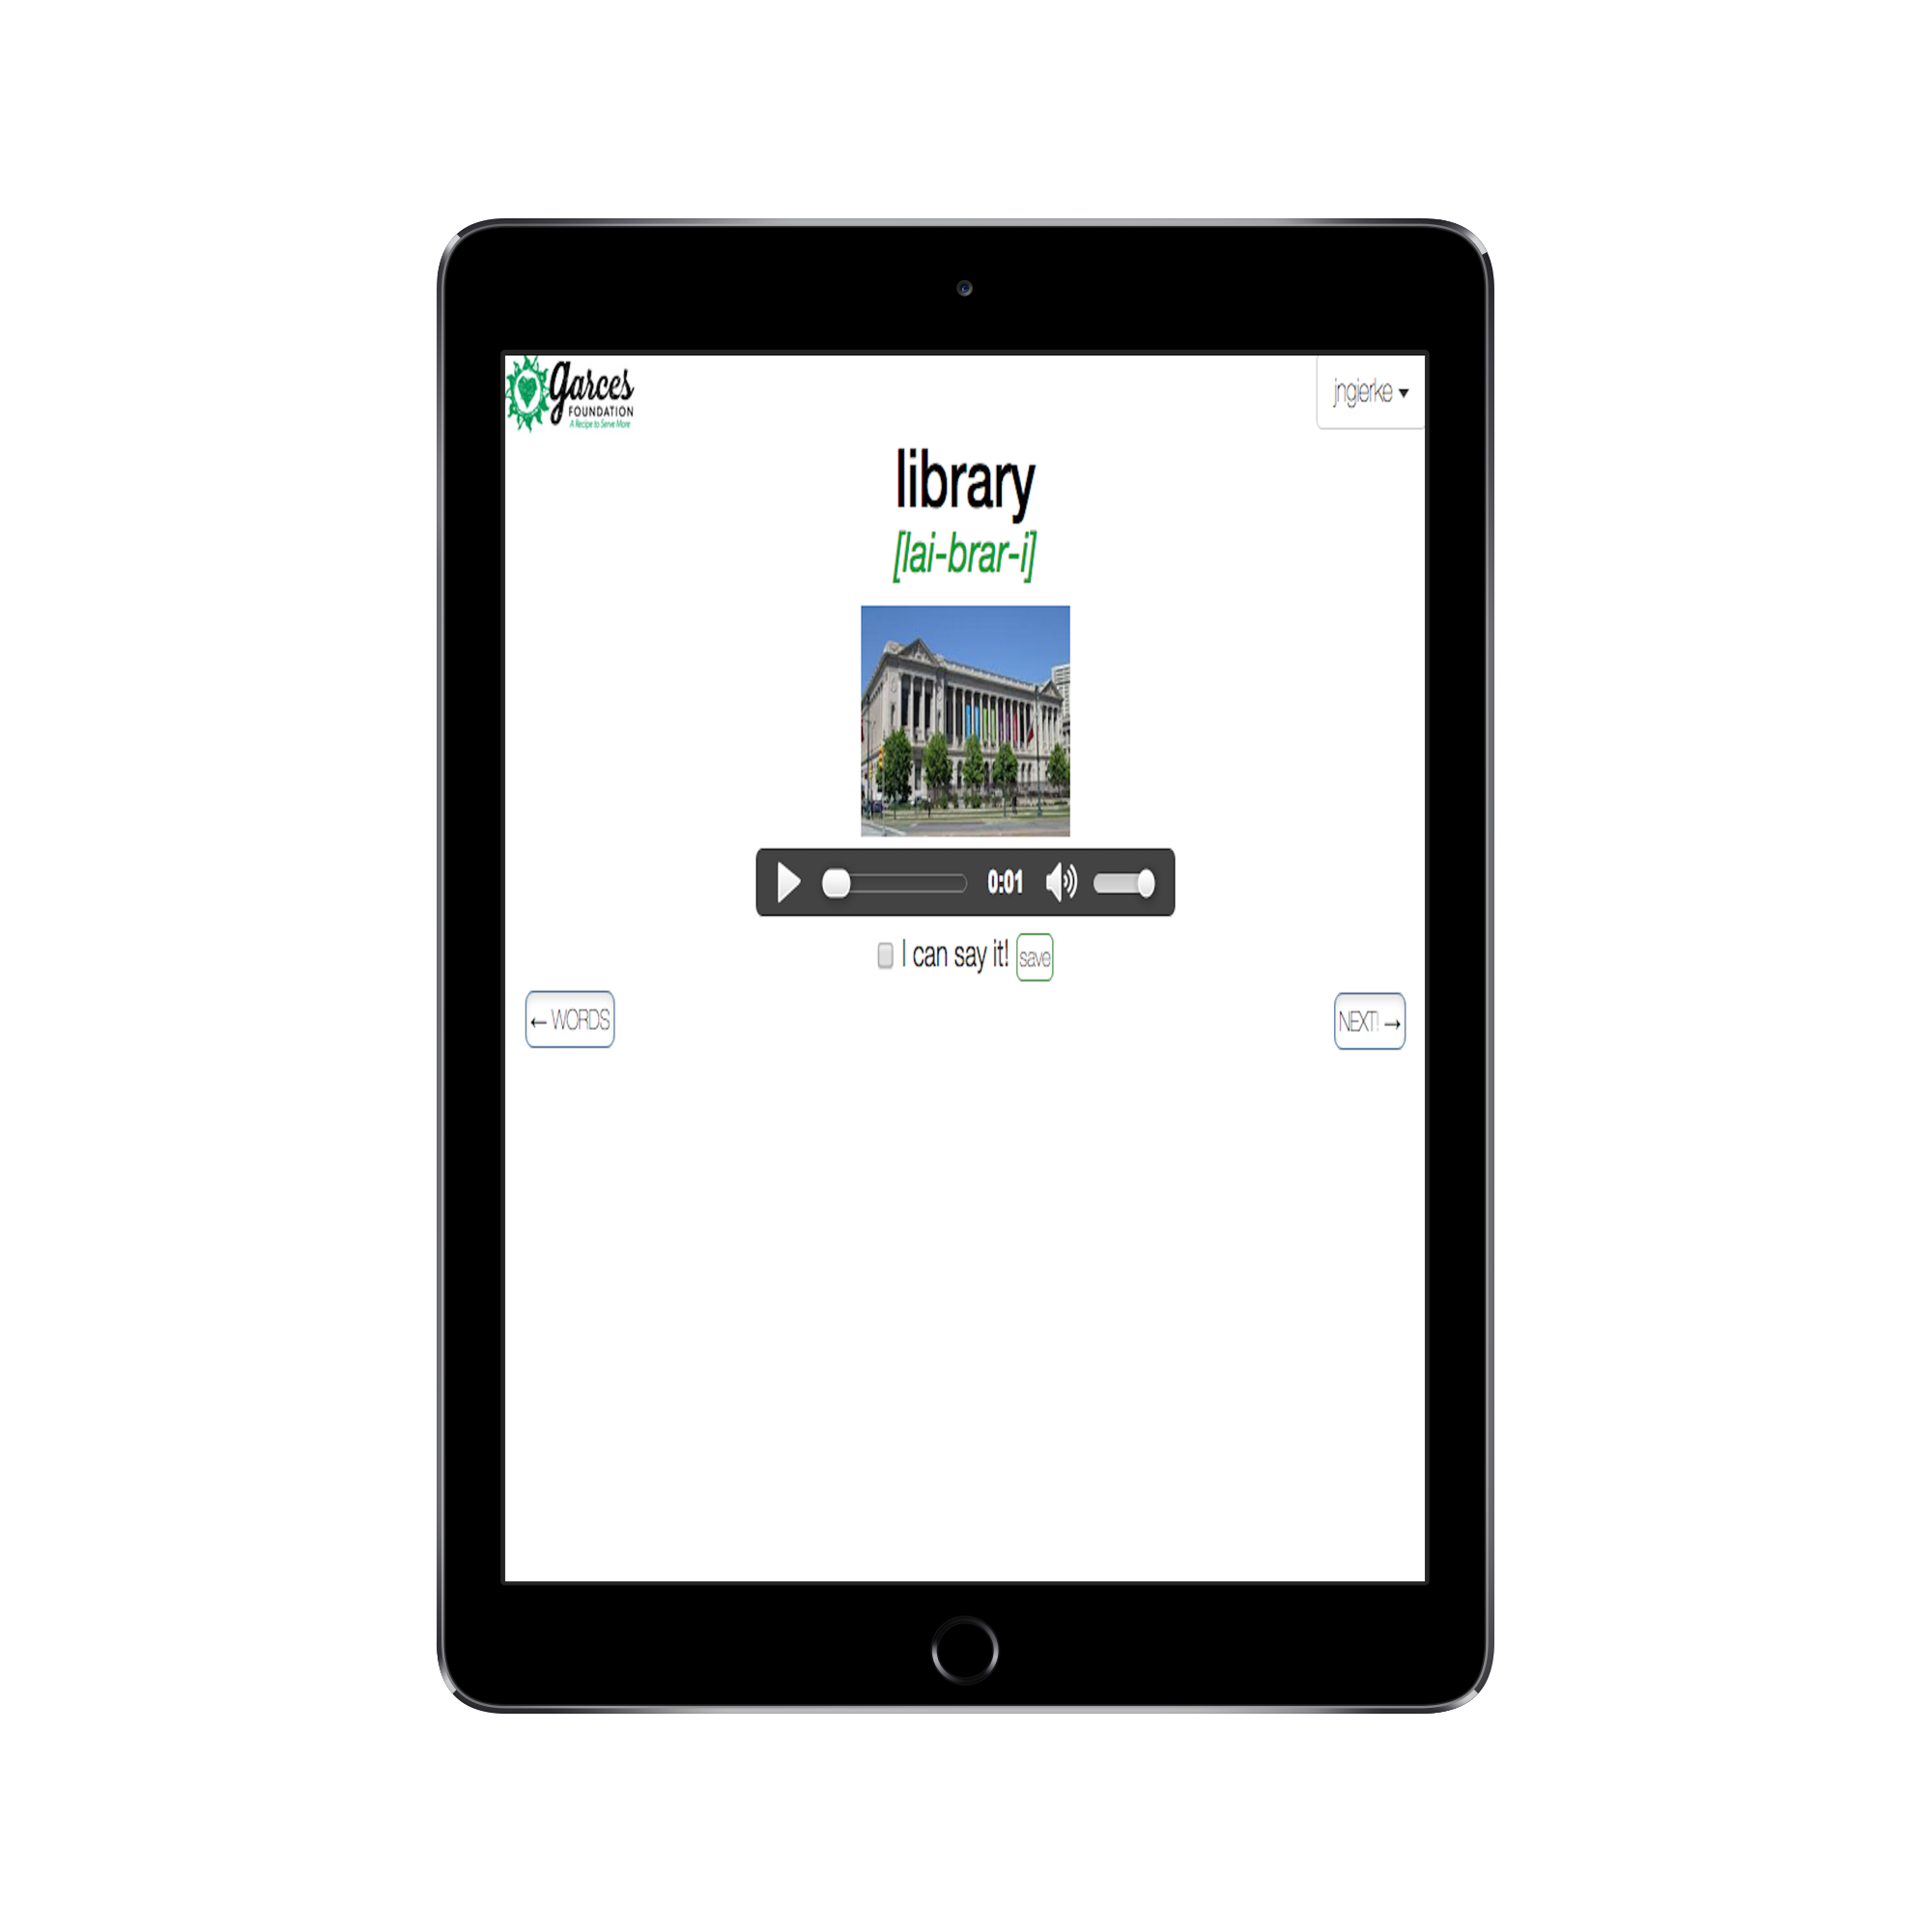 garces
FOUNDATION
A Recipe to Serve More
jngierke
library
[lai-brar-i]
0:01
I can say it! save
← WORDS
NEXT! →